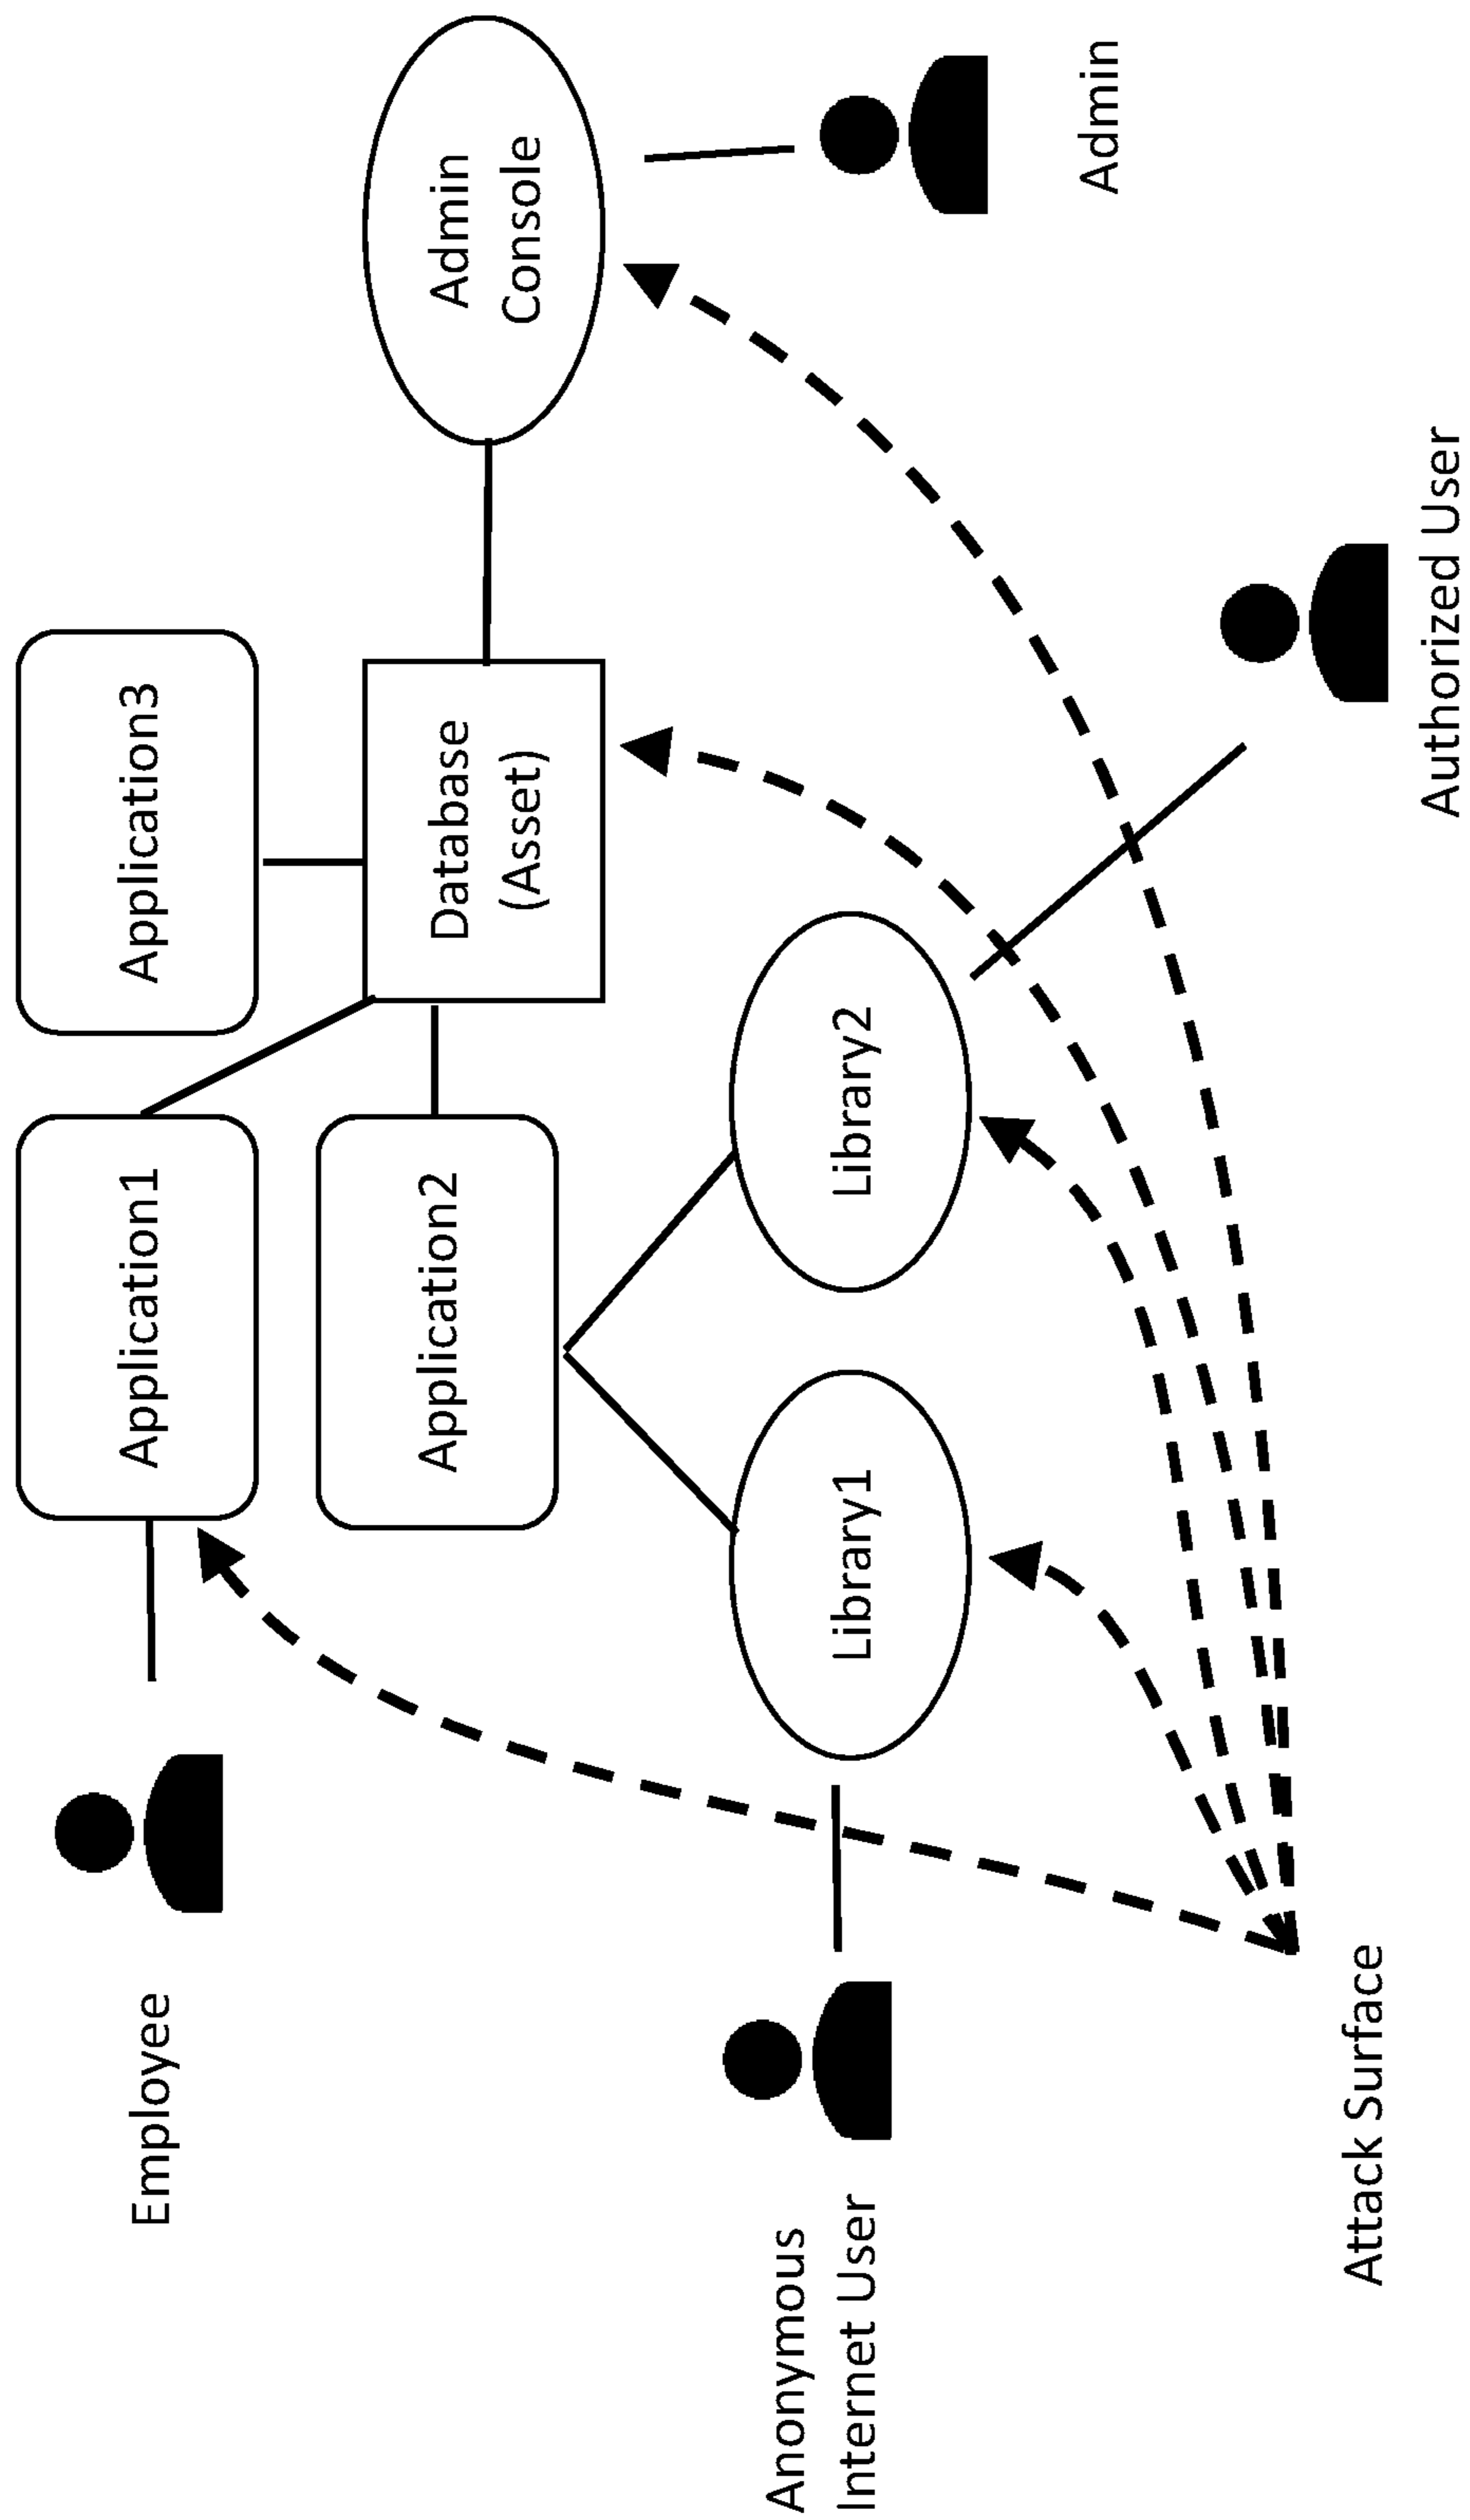 Employee
Application1
Application3
Application2
Database
(Asset)
Admin
Console
Anonymous
Internet User
Library1
Library2
Admin
Attack Surface
Authorized User